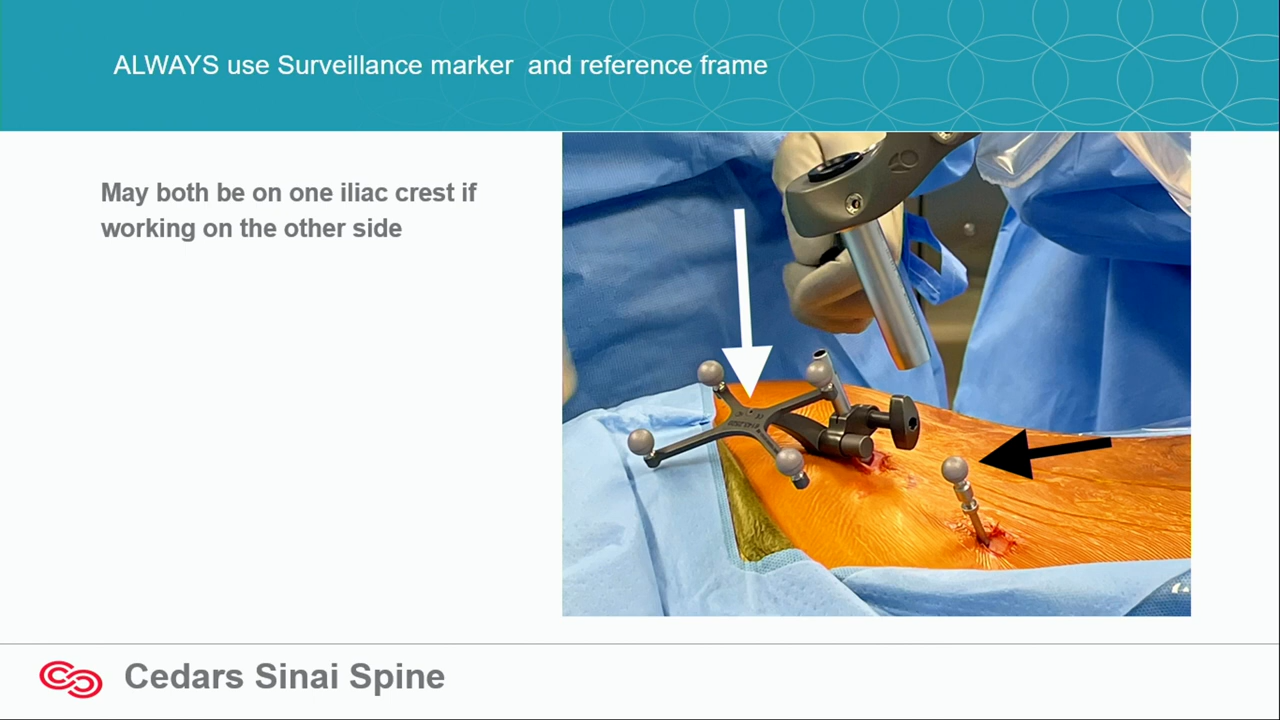 ALWAYS use Surveillance marker  and reference frame
May both be on one iliac crest if
working on the other side
Cedars Sinai Spine